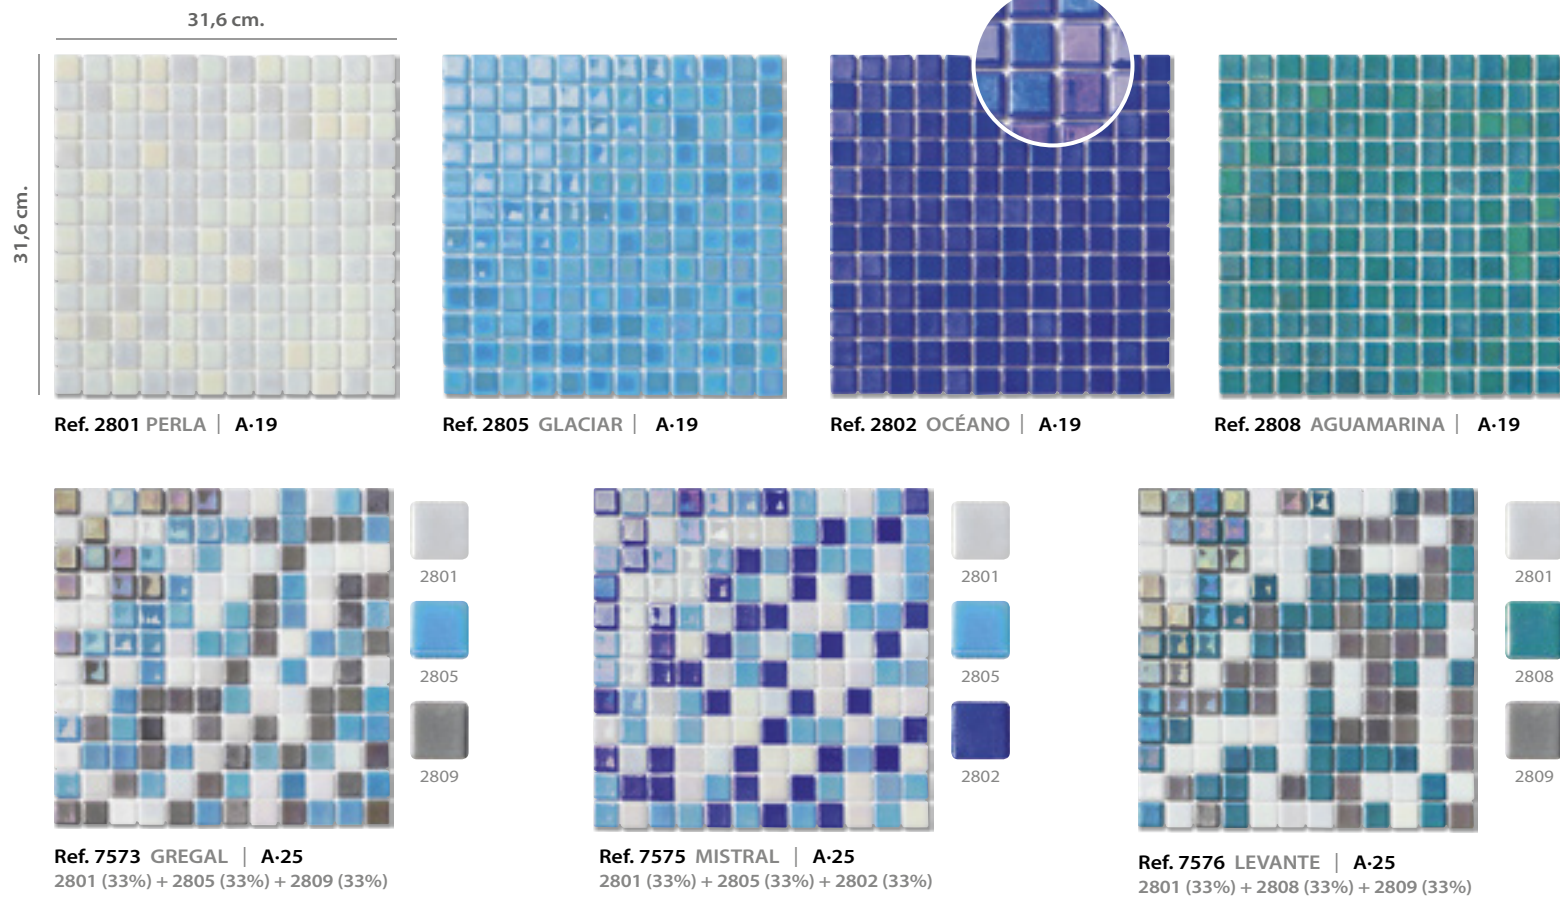 31,6 cm.
31,6 cm.
Ref. 2801 PERLA | A·19
Ref. 2805 GLACIAR | A·19
Ref. 2802 OCÉANO | A·19
Ref. 2808 AGUAMARINA | A·19
2801
2805
2809
Ref. 7573 GREGAL | A·25
2801 (33%) + 2805 (33%) + 2809 (33%)
2801
2805
2802
Ref. 7575 MISTRAL | A·25
2801 (33%) + 2805 (33%) + 2802 (33%)
2801
2808
2809
Ref. 7576 LEVANTE | A·25
2801 (33%) + 2808 (33%) + 2809 (33%)